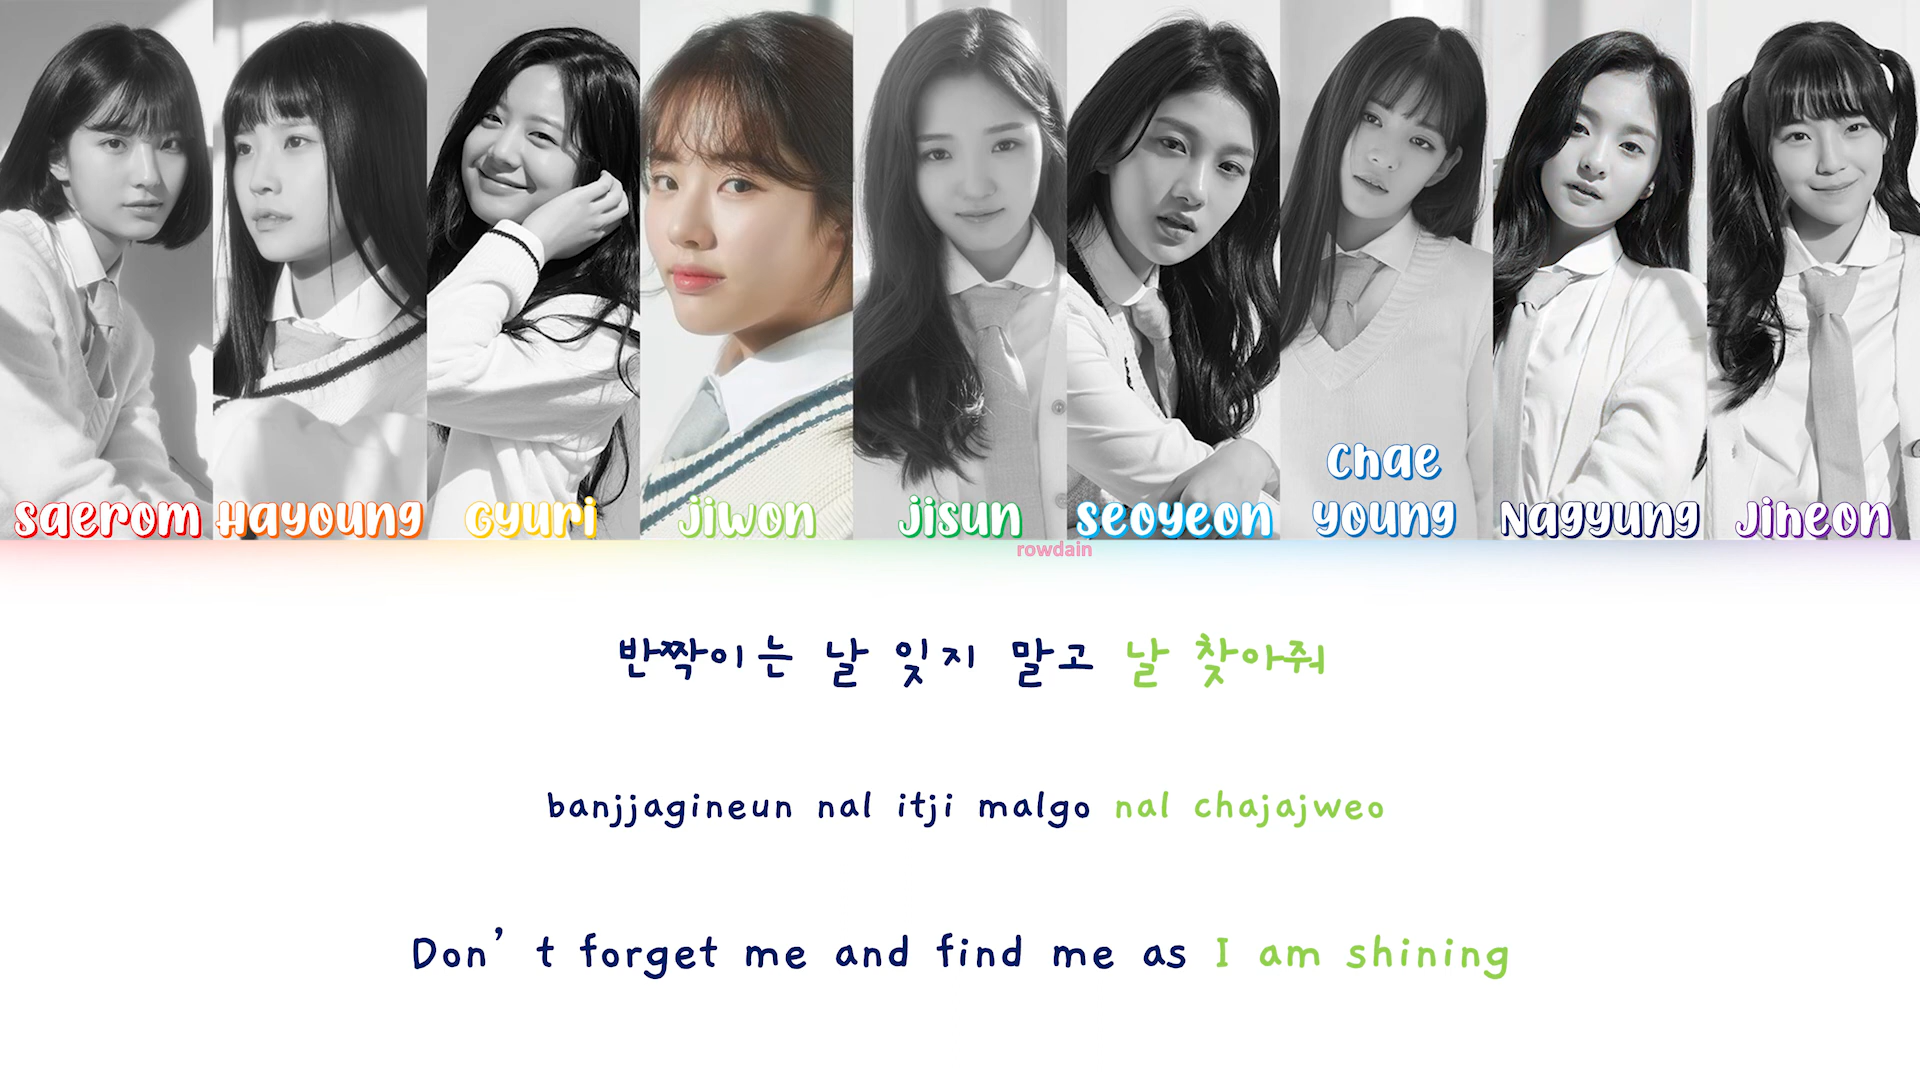 Saerom Hayoung Gyuri Jiwon Jisun Seoyeon Chae young Nagyung Jiheon
rowdain
반짝이는 날 잊지 말고 날 찾아줘
banjjagineun nal itji malgo nal chajajweo
Don't forget me and find me as I am shining